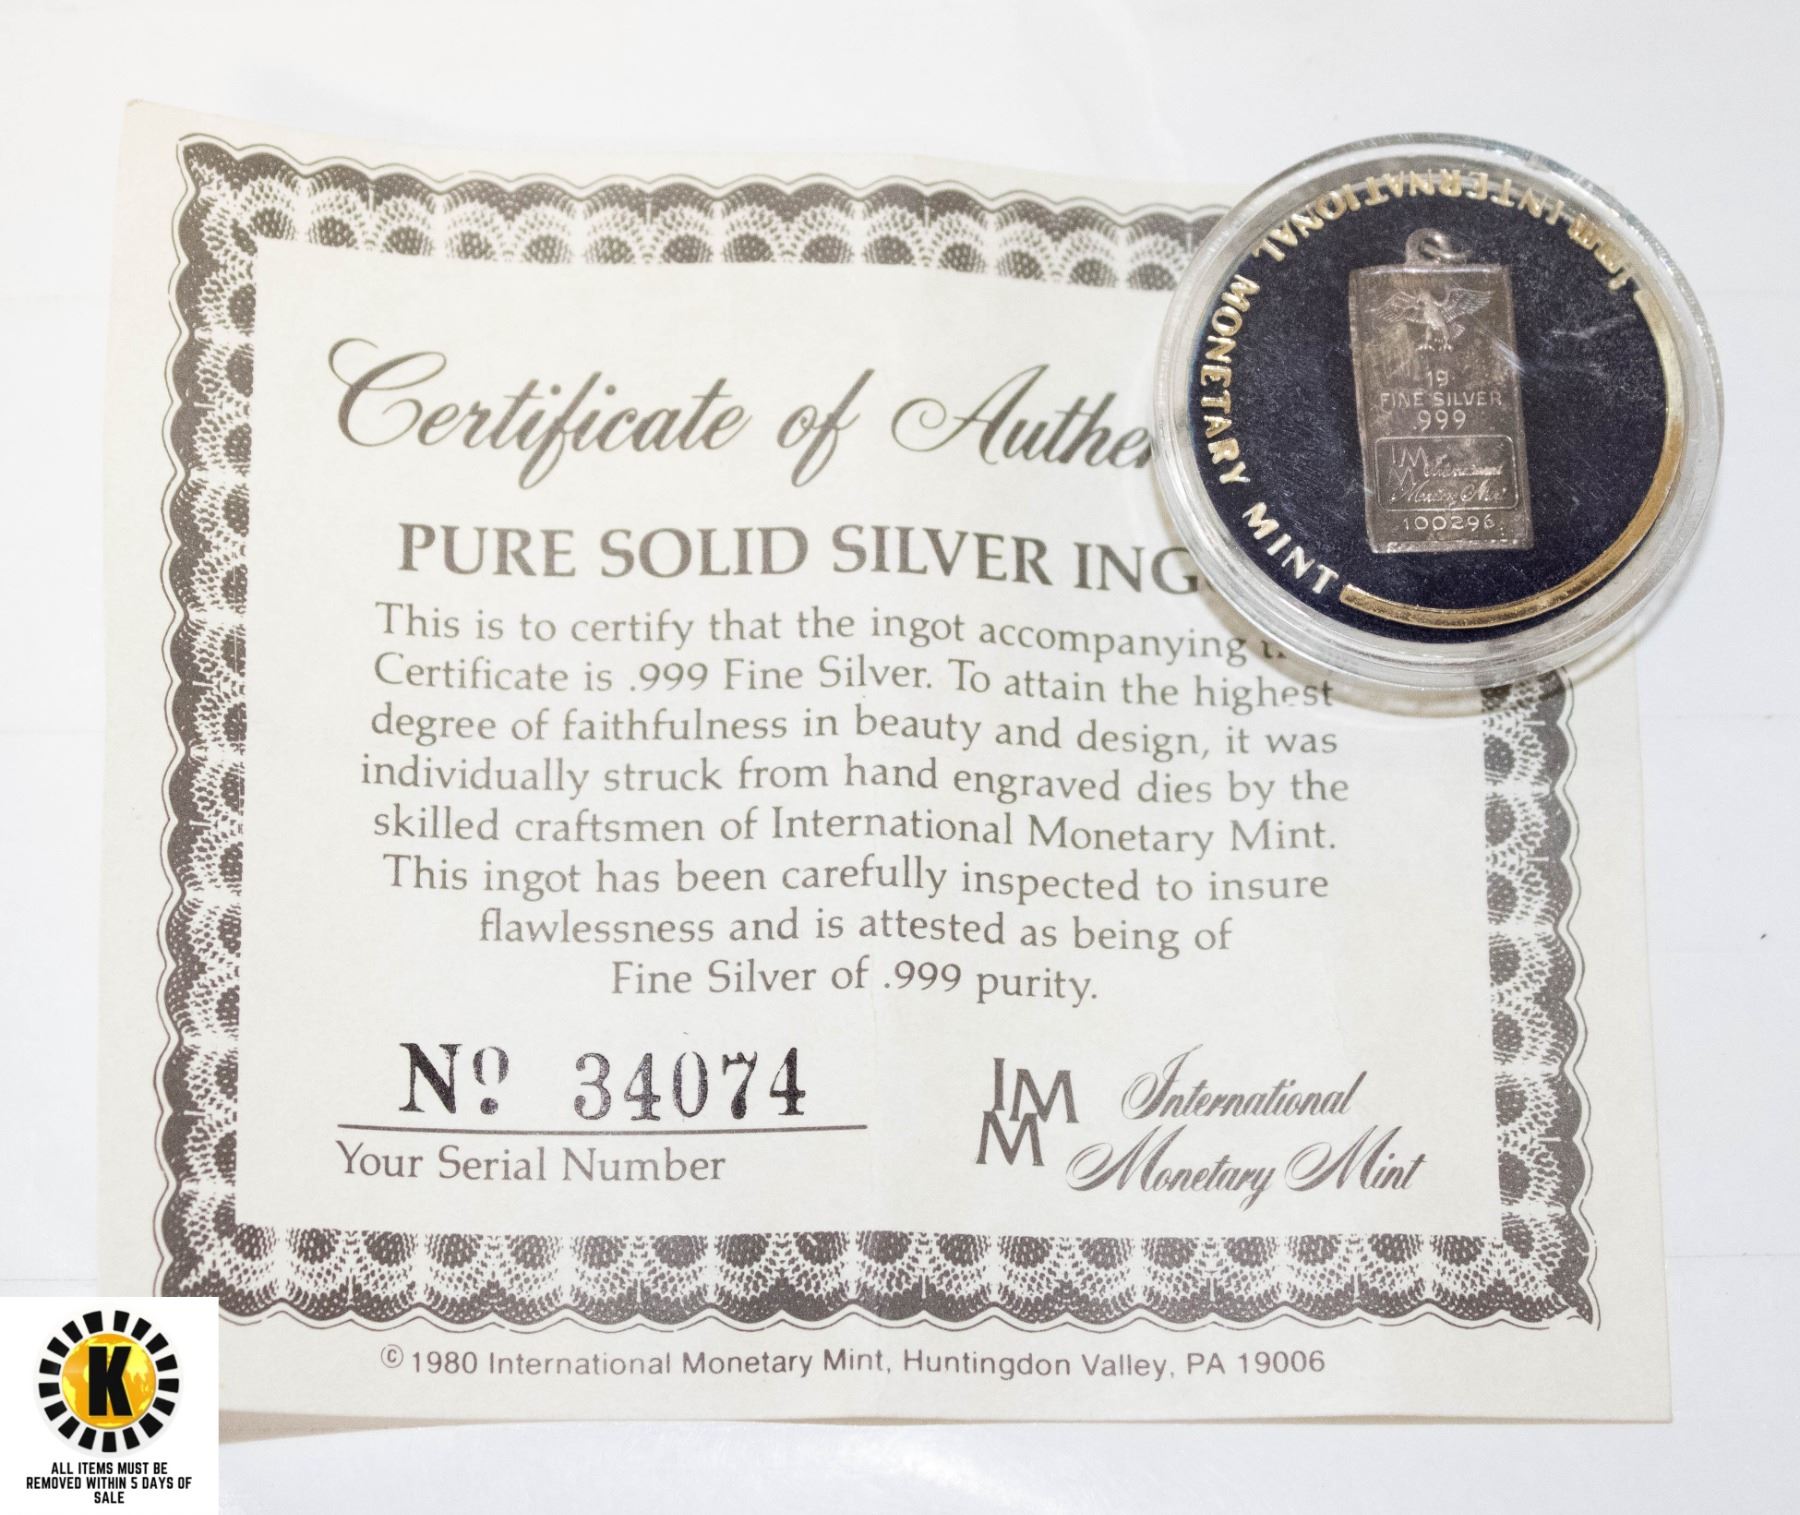 Certificate of
PURE SOLID SILVER
This is to certify that the ingot accompanying
Certificate is .999 Fine Silver. To attain the highest
degree of faithfulness in beauty and design, it was
individually struck from hand engraved dies by the
skilled craftsmen of International Monetary Mint.
This ingot has been carefully inspected to insure
flawlessness and is attested as being of
Fine Silver of .999 purity.
Nº 34074
Your Serial Number
IMM
International
Monetary Mint
© 1980 International Monetary Mint, Huntingdon Valley, PA 19006
INTERNATIONAL MONETARY MINT
FINE SILVER
.999
IMM International
Monetary Mint
100296
K
ALL ITEMS MUST BE
REMOVED WITHIN 5 DAYS OF
SALE